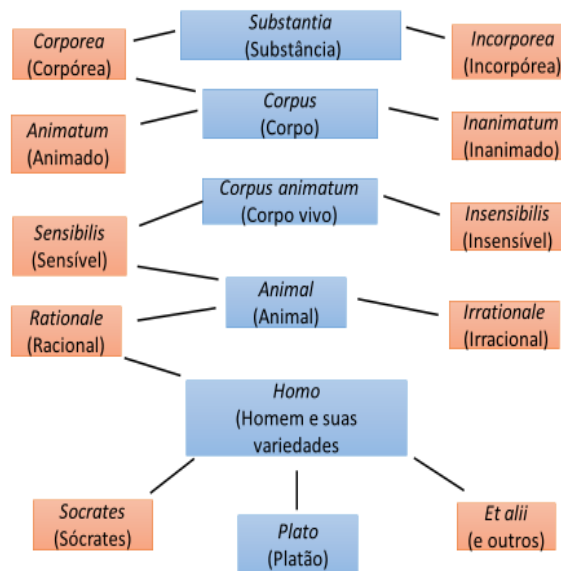 Substantia
(Substância)
Corporea
(Corpórea)
Incorporea
(Incorpórea)
Corpus
(Corpo)
Animatum
(Animado)
Inanimatum
(Inanimado)
Corpus animatum
(Corpo vivo)
Sensibilis
(Sensível)
Insensibilis
(Insensível)
Animal
(Animal)
Rationale
(Racional)
Irrationale
(Irracional)
Homo
(Homem e suas
variedades
Socrates
(Sócrates)
Plato
(Platão)
Et alii
(e outros)